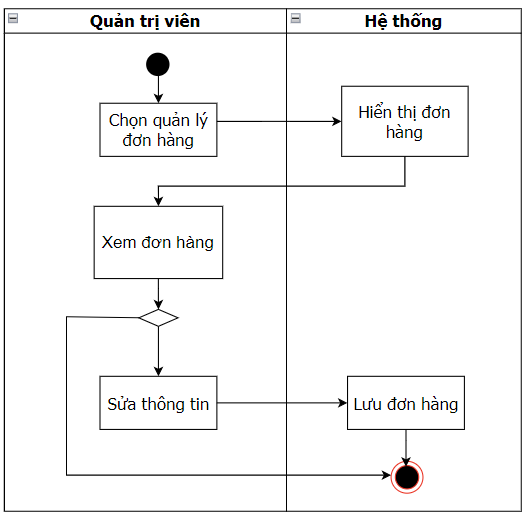 Quản trị viên
Hệ thống
Chọn quản lý
đơn hàng
Hiển thị đơn
hàng
Xem đơn hàng
Sửa thông tin
Lưu đơn hàng